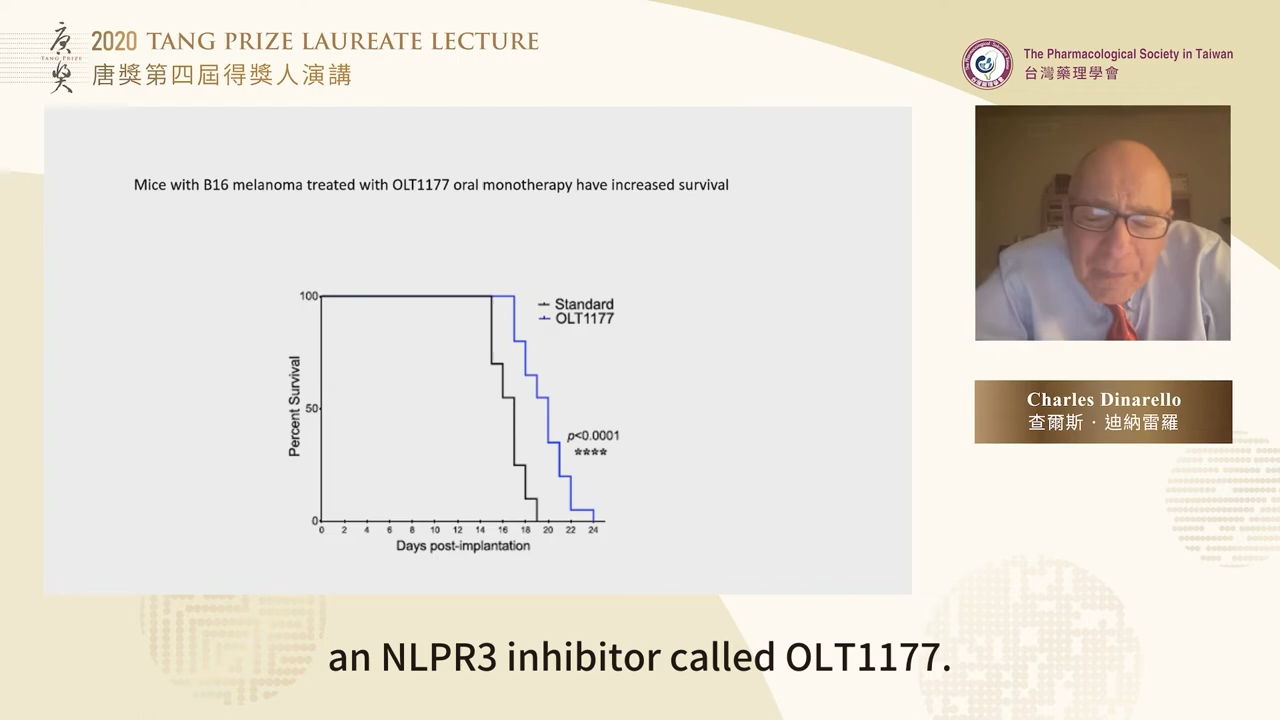 唐獎
TANG PRIZE
2020 TANG PRIZE LAUREATE LECTURE
唐獎第四屆得獎人演講
The Pharmacological Society in Taiwan
台灣藥理學會
Mice with B16 melanoma treated with OLT1177 oral monotherapy have increased survival
Standard
OLT1177
100
50
0
Percent Survival
p<0.0001
****
0 2 4 6 8 10 12 14 16 18 20 22 24
Days post-implantation
Charles Dinarello
查爾斯・迪納雷羅
an NLPR3 inhibitor called OLT1177.